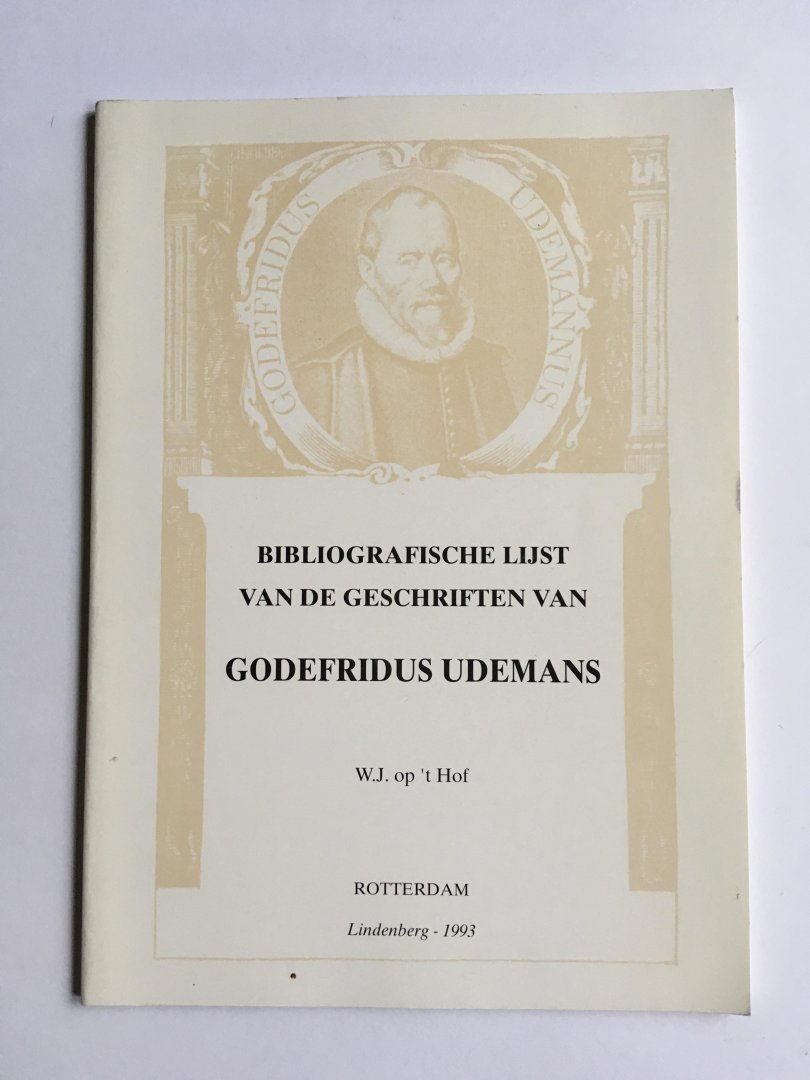 GODEFRIDUS UDEMANNUS
BIBLIOGRAFISCHE LIJST
VAN DE GESCHRIFTEN VAN
GODEFRIDUS UDEMANS
W.J. op 't Hof
ROTTERDAM
Lindenberg - 1993